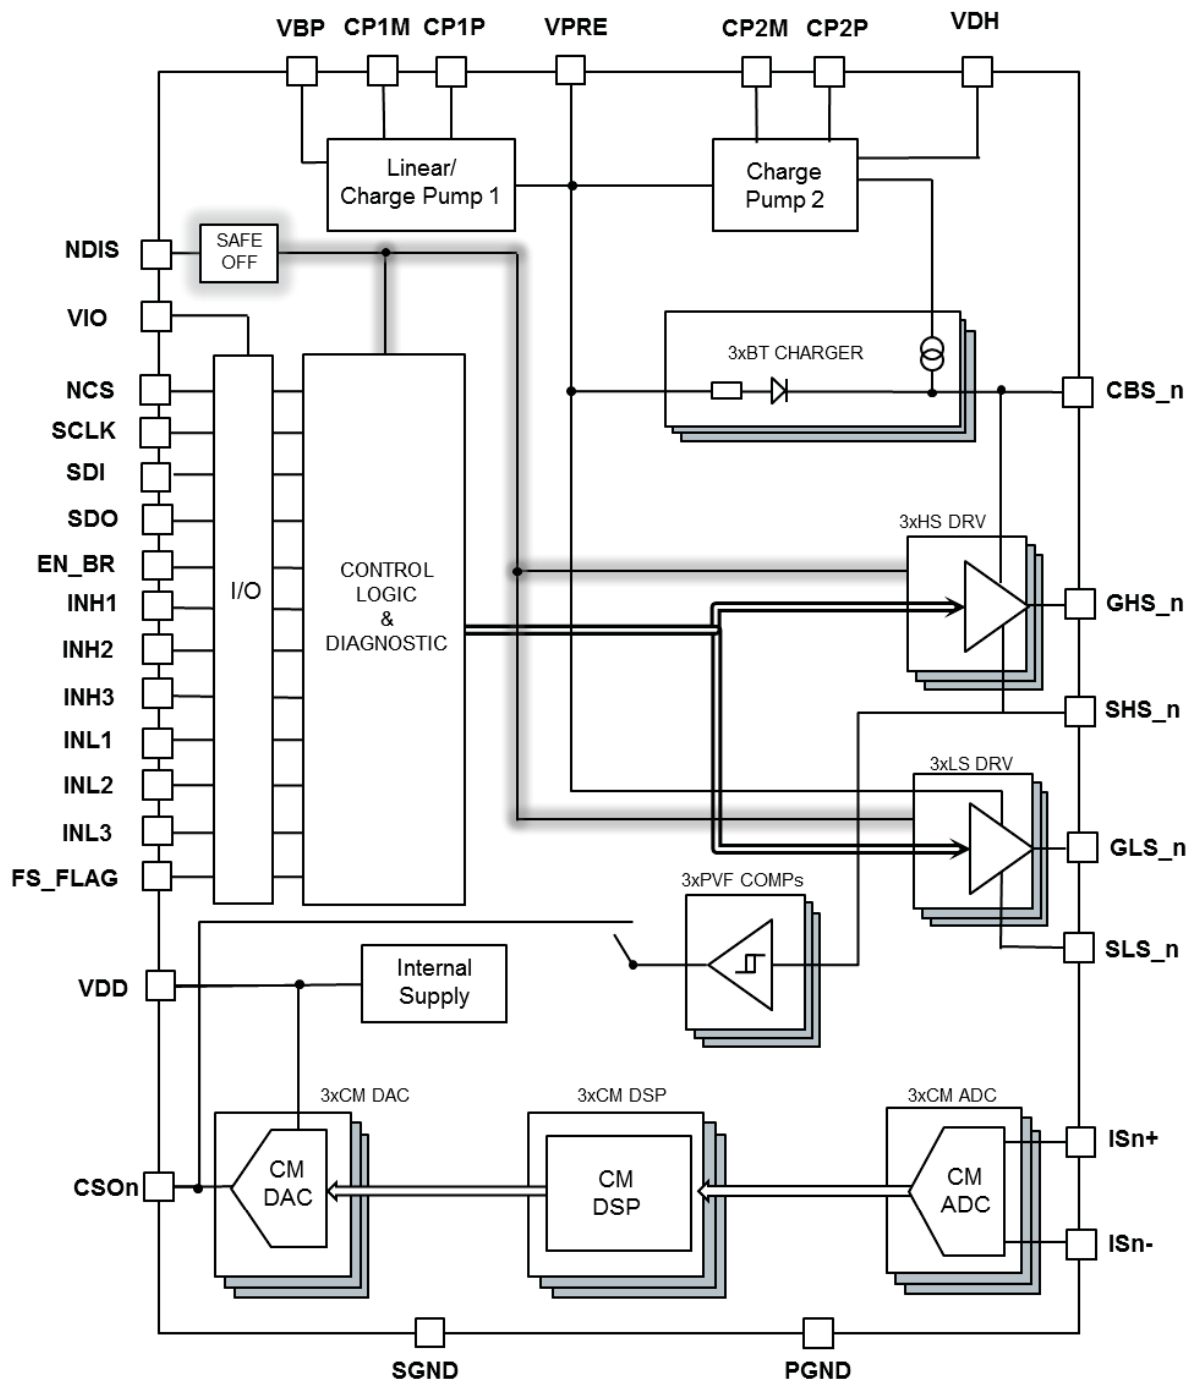 VBP
CP1M
CP1P
VPRE
CP2M
CP2P
VDH
Linear/
Charge Pump 1
Charge
Pump 2
NDIS
SAFE
OFF
VIO
3xBT CHARGER
NCS
CBS_n
SCLK
SDI
SDO
3xHS DRV
EN_BR
I/O
CONTROL
LOGIC
&
DIAGNOSTIC
INH1
GHS_n
INH2
INH3
SHS_n
INL1
3xLS DRV
INL2
INL3
GLS_n
FS_FLAG
3xPVF COMPs
SLS_n
VDD
Internal
Supply
3xCM DAC
3xCM DSP
3xCM ADC
ISn+
CSOn
CM
DAC
CM
DSP
CM
ADC
ISn-
SGND
PGND